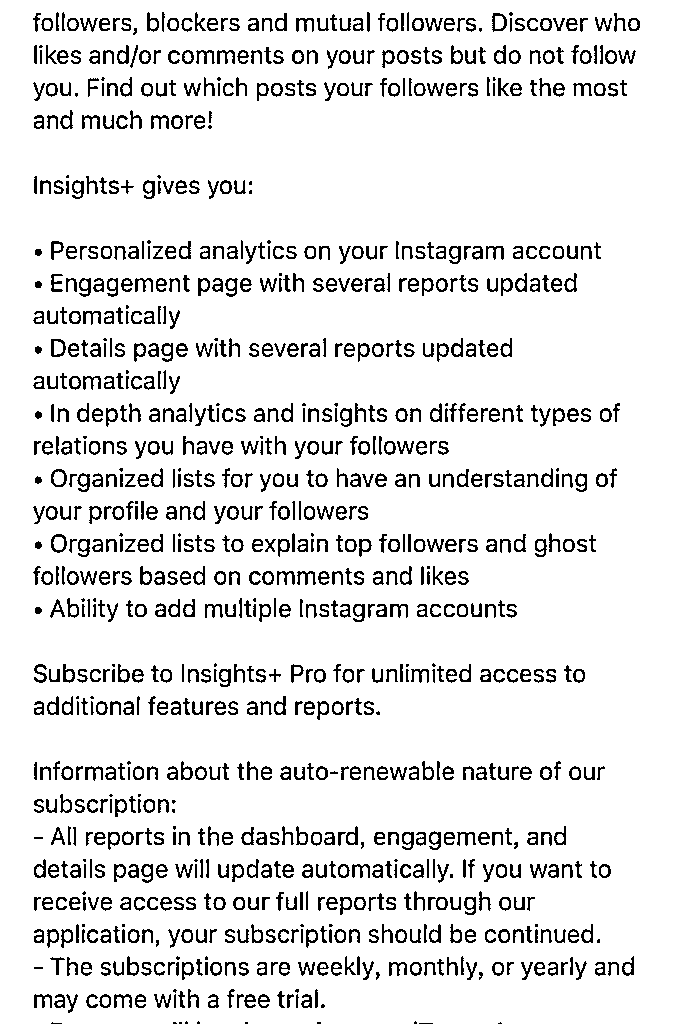 followers, blockers and mutual followers. Discover who
likes and/or comments on your posts but do not follow
you. Find out which posts your followers like the most
and much more!
Insights+ gives you:
• Personalized analytics on your Instagram account
• Engagement page with several reports updated
automatically
• Details page with several reports updated
automatically
• In depth analytics and insights on different types of
relations you have with your followers
• Organized lists for you to have an understanding of
your profile and your followers
• Organized lists to explain top followers and ghost
followers based on comments and likes
• Ability to add multiple Instagram accounts
Subscribe to Insights+ Pro for unlimited access to
additional features and reports.
Information about the auto-renewable nature of our
subscription:
– All reports in the dashboard, engagement, and
details page will update automatically. If you want to
receive access to our full reports through our
application, your subscription should be continued.
– The subscriptions are weekly, monthly, or yearly and
may come with a free trial.